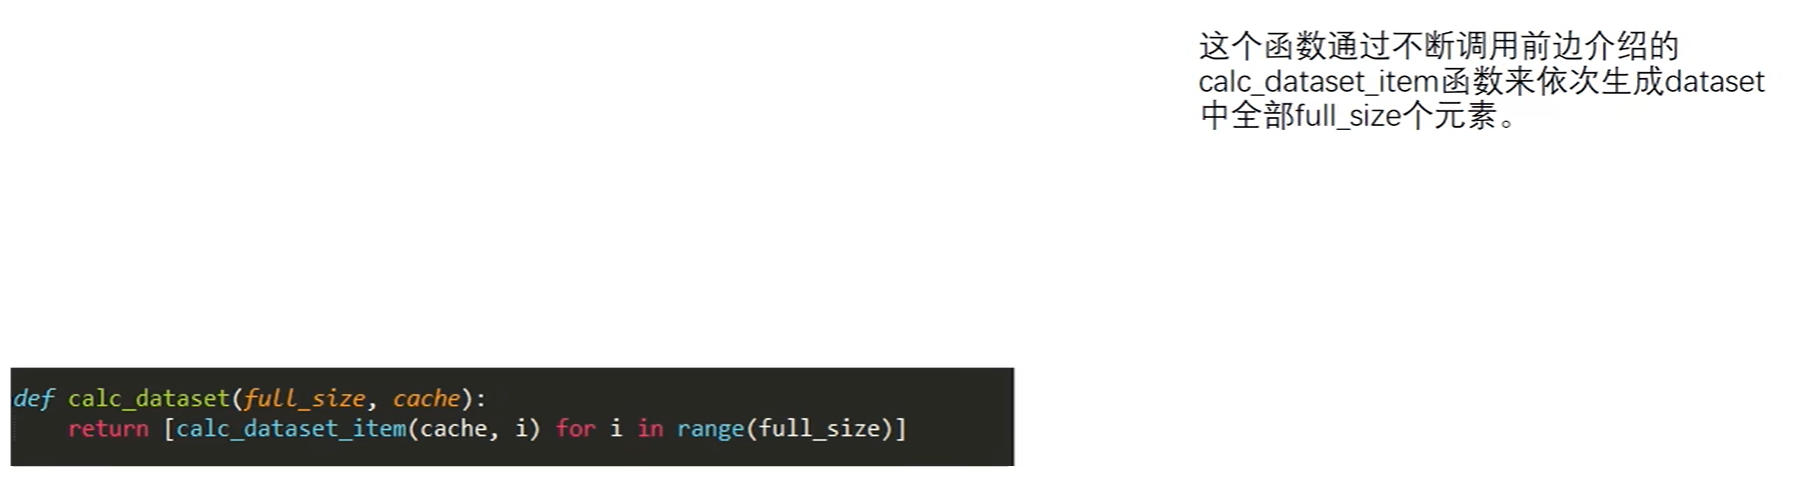 这个函数通过不断调用前边介绍的
calc_dataset_item函数来依次生成dataset
中全部full_size个元素。
def calc_dataset(full_size, cache):
    return [calc_dataset_item(cache, i) for i in range(full_size)]